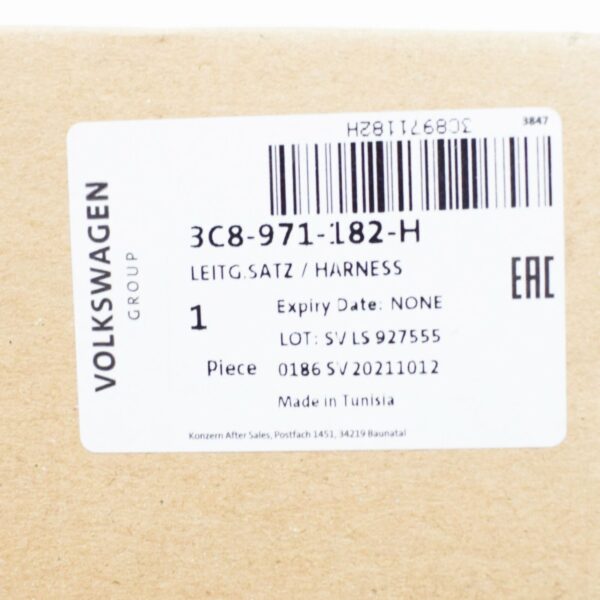 VOLKSWAGEN
GROUP
3C8971182H
3847
3C8-971-182-H
LEITG.SATZ / HARNESS
EAC
1
Expiry Date: NONE
LOT: SV LS 927555
Piece 0186 SV 20211012
Made in Tunisia
Konzern After Sales, Postfach 1451, 34219 Baunatal